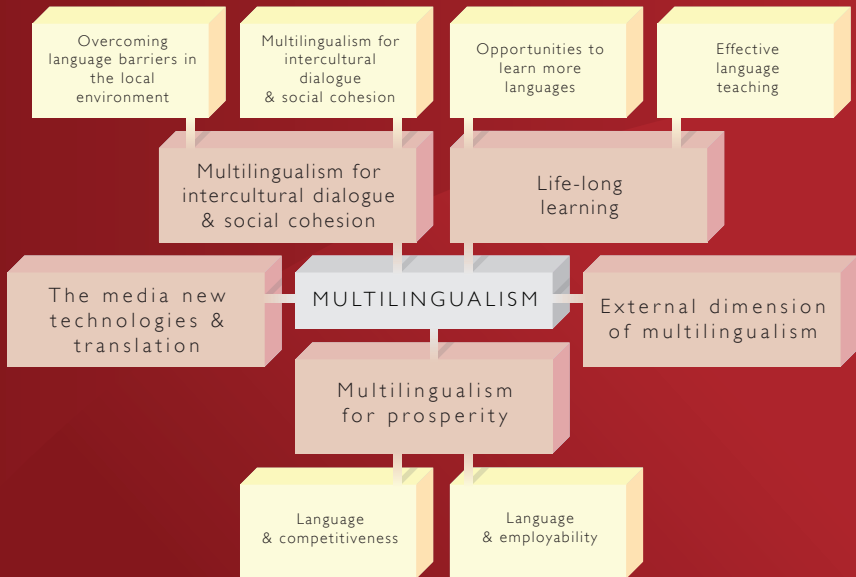 Overcoming
language barriers in
the local
environment
Multilingualism for
intercultural
dialogue
& social cohesion
Opportunities to
learn more
languages
Effective
language
teaching
Multilingualism for
intercultural dialogue
& social cohesion
Life-long
learning
The media new
technologies &
translation
MULTILINGUALISM
External dimension
of multilingualism
Multilingualism
for prosperity
Language
& competitiveness
Language
& employability